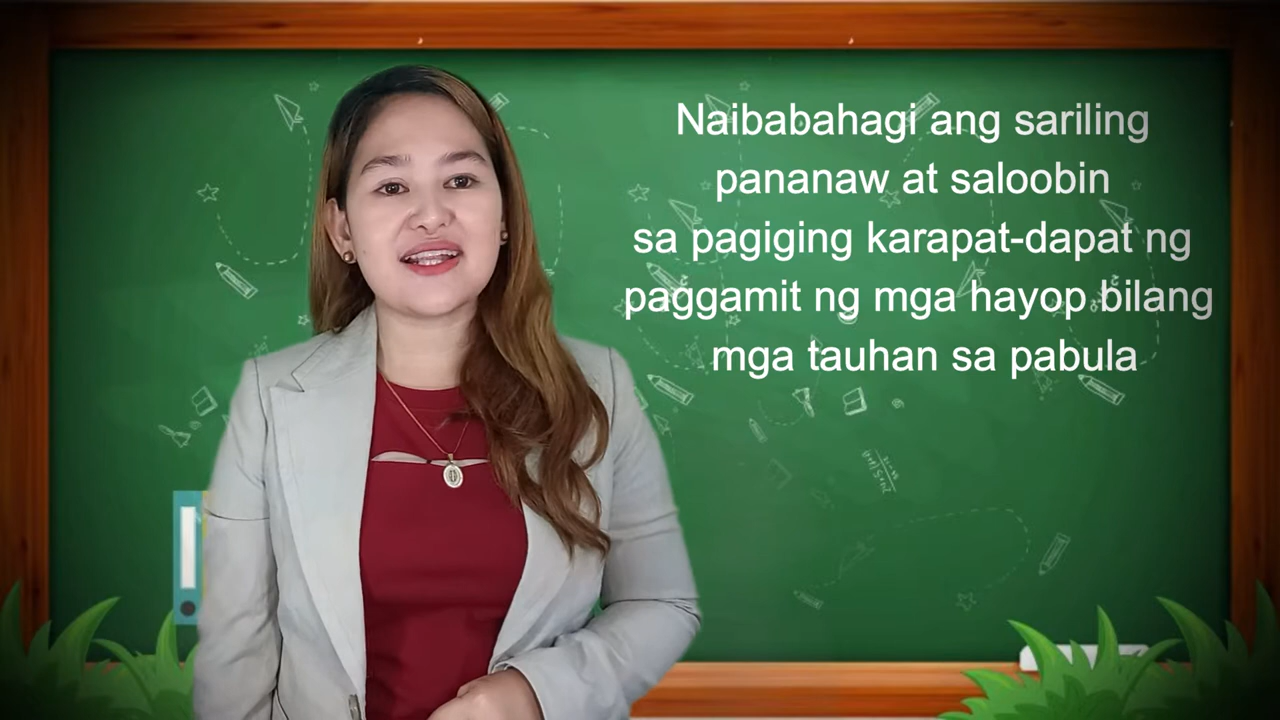 Naibabahagi ang sariling
pananaw at saloobin
sa pagiging karapat-dapat ng
paggamit ng mga hayop bilang
mga tauhan sa pabula